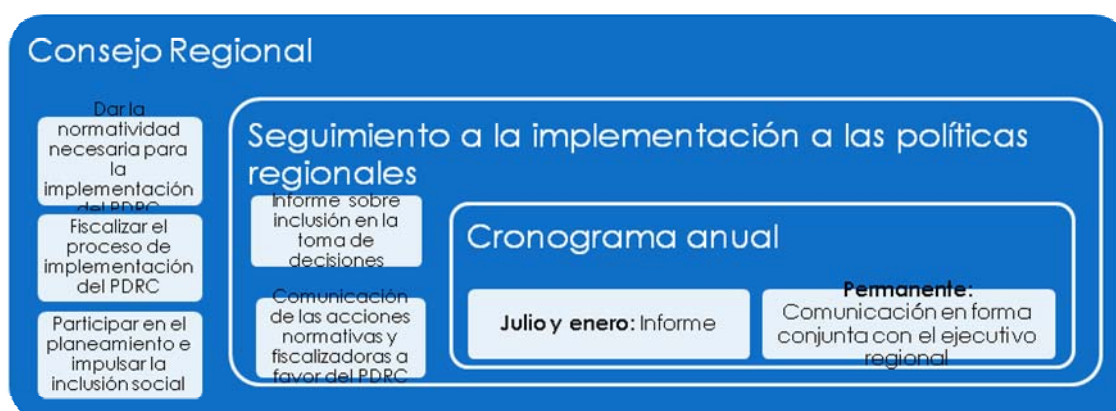 Consejo Regional
Dar la
normatividad
necesaria para
la
implementación
del PDRC
Fiscalizar el
proceso de
implementación
del PDRC
Participar en el
planeamiento e
impulsar la
inclusión social
Seguimiento a la implementación a las políticas
regionales
Informe sobre
inclusión en la
toma de
decisiones
Comunicación
de las acciones
normativas y
fiscalizadoras a
favor del PDRC
Cronograma anual
Julio y enero: Informe
Permanente:
Comunicación en forma
conjunta con el ejecutivo
regional